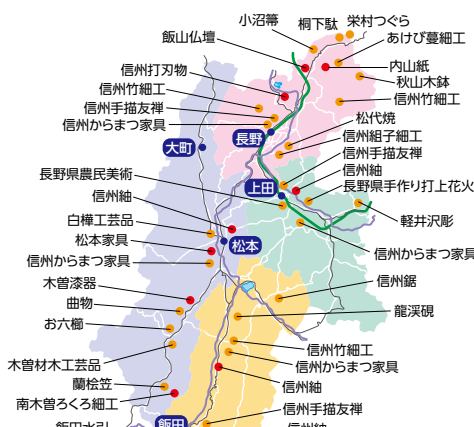 小沼箒
桐下駄
栄村つぐら
飯山仏壇
あけび蔓細工
信州打刃物
内山紙
信州竹細工
秋山木鉢
信州手描友禅
信州竹細工
信州からまつ家具
長野
松代焼
大町
信州組子細工
信州手描友禅
長野県農民美術
信州紬
上田
長野県手作り打上花火
信州紬
白樺工芸品
軽井沢彫
松本家具
松本
信州からまつ家具
信州からまつ家具
木曽漆器
信州鋸
曲物
龍渓硯
お六櫛
信州竹細工
木曽材木工芸品
信州からまつ家具
蘭桧笠
信州紬
南木曽ろくろ細工
信州手描友禅
飯田